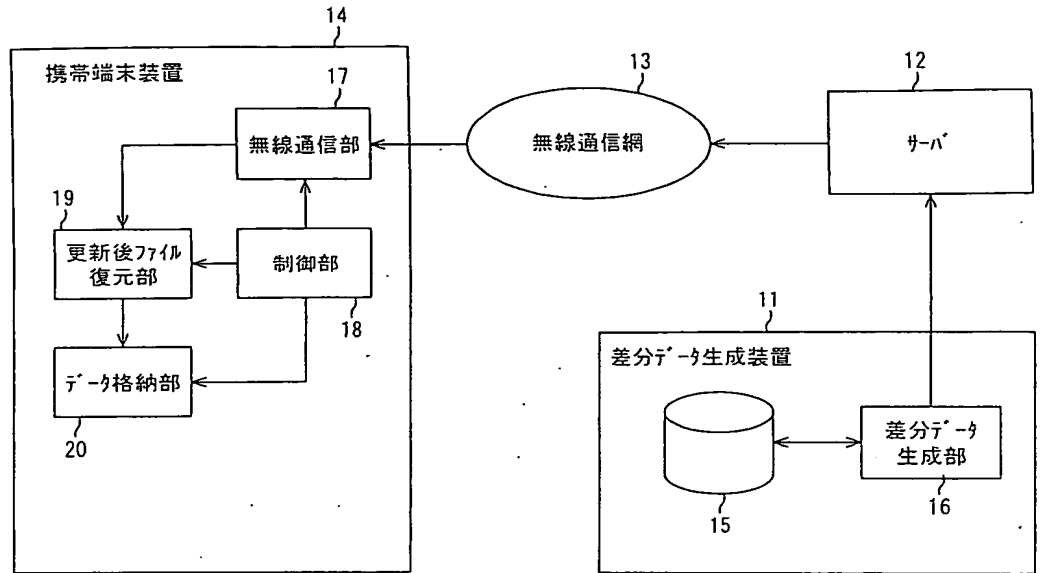 14
携帯端末装置
17
無線通信部
13
無線通信網
12
サーバ
19
更新後ファイル
復元部
制御部
18
データ格納部
20
11
差分データ生成装置
差分データ
生成部
15
16